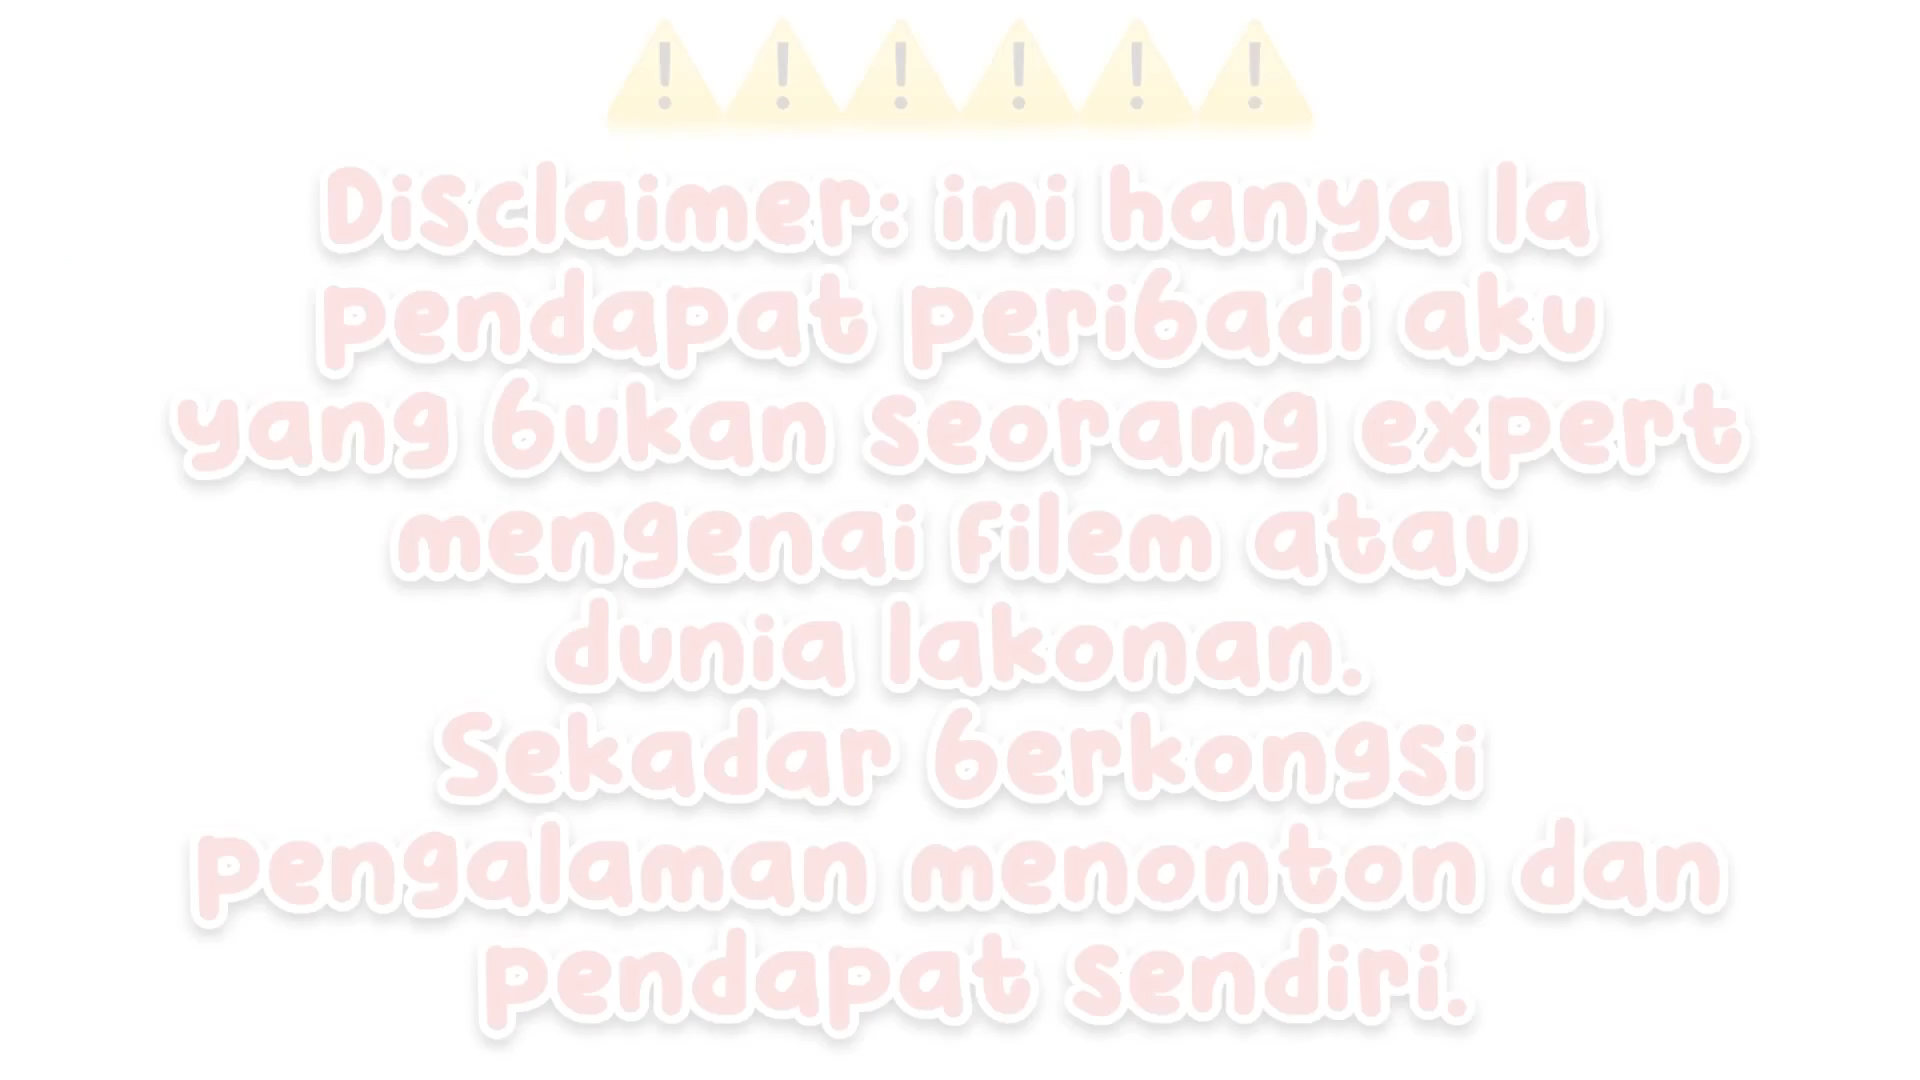 ⚠️⚠️⚠️⚠️⚠️⚠️
Disclaimer: ini hanya la
pendapat peribadi aku
yang bukan seorang expert
mengenai filem atau
dunia lakonan.
Sekadar berkongsi
pengalaman menonton dan
pendapat sendiri.